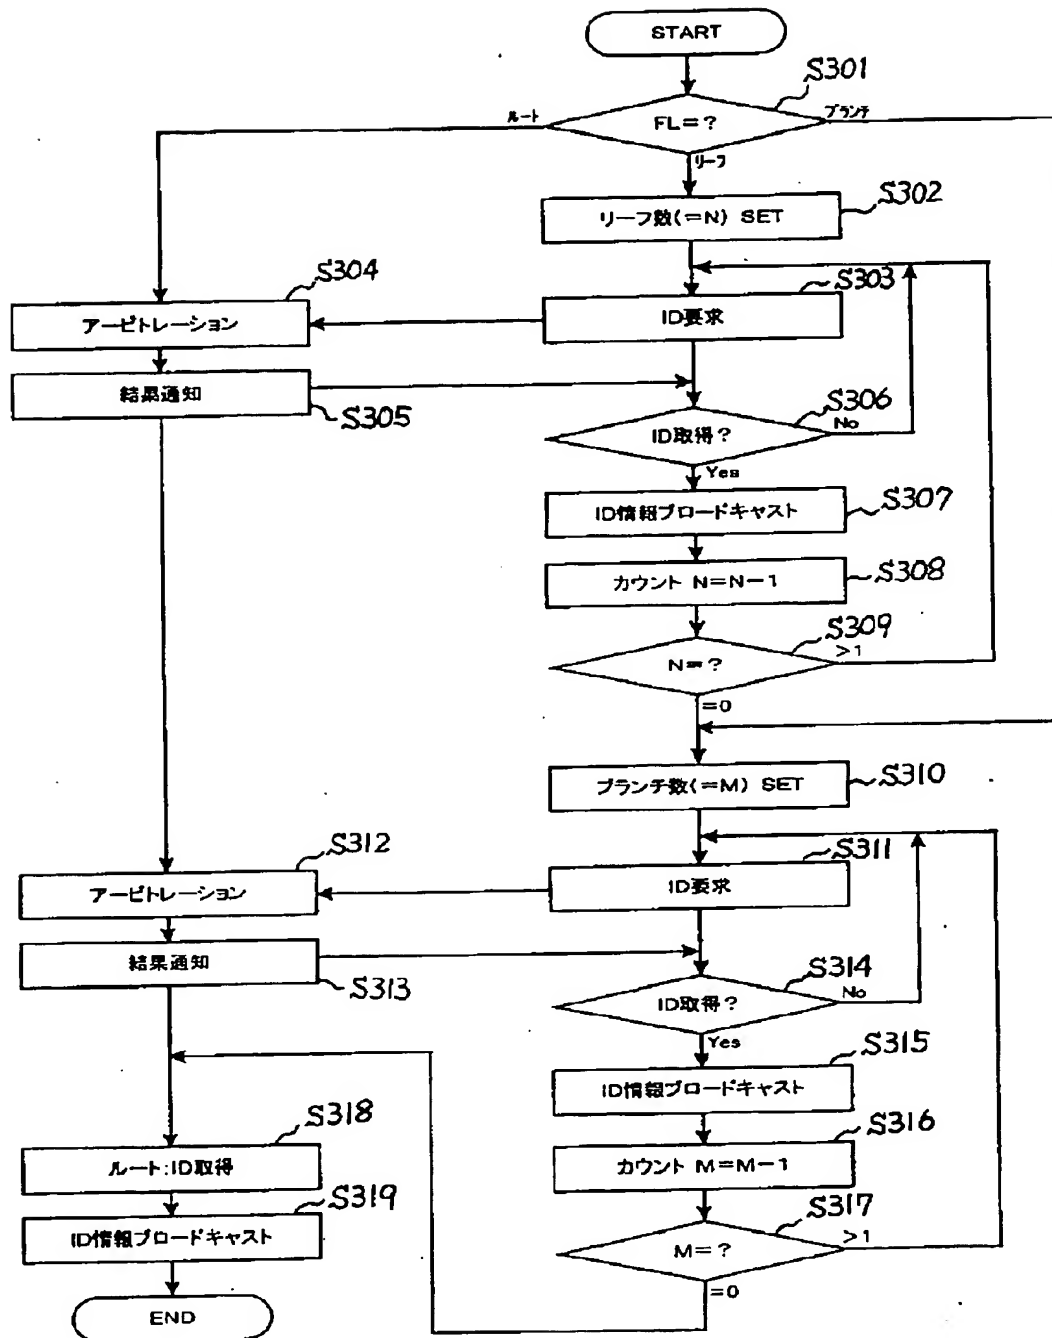 START
S301
ルート
FL=?
ブランチ
リーフ
S302
リーフ数(=N) SET
S304
S303
アービトレーション
ID要求
結果通知
S305
S306
ID取得?
No
Yes
ID情報ブロードキャスト
S307
カウント N=N-1
S308
S309
N=?
>1
=0
ブランチ数(=M) SET
S310
S312
S311
アービトレーション
ID要求
結果通知
S313
S314
ID取得?
No
Yes
S315
ID情報ブロードキャスト
S318
S316
ルート:ID取得
カウント M=M-1
S319
S317
ID情報ブロードキャスト
M=?
>1
=0
END